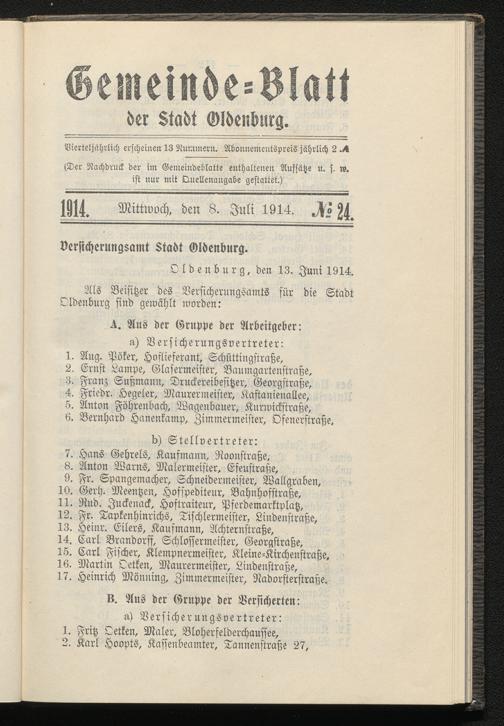 Gemeinde=Blatt
der Stadt Oldenburg.
Vierteljährlich erscheinen 13 Nummern. Abonnementspreis jährlich 2 ℳ
(Der Nachdruck der im Gemeindeblatte enthaltenen Aufsätze u. s. w.
ist nur mit Quellenangabe gestattet.)
1914. Mittwoch, den 8. Juli 1914. № 24.
Versicherungsamt Stadt Oldenburg.
Oldenburg, den 13. Juni 1914.
Als Beisitzer des Versicherungsamts für die Stadt
Oldenburg sind gewählt worden:
A. Aus der Gruppe der Arbeitgeber:
a) Versicherungsvertreter:
1. Aug. Pöker, Hoflieferant, Schüttingstraße,
2. Ernst Lampe, Glasermeister, Baumgartenstraße,
3. Franz Sußmann, Druckereibesitzer, Georgstraße,
4. Friedr. Hegeler, Maurermeister, Kastanienallee,
5. Anton Föhrenbach, Wagenbauer, Kurwickstraße,
6. Bernhard Hanenkamp, Zimmermeister, Ofenerstraße.
b) Stellvertreter:
7. Hans Gehrels, Kaufmann, Roonstraße,
8. Anton Warns, Malermeister, Efeustraße,
9. Fr. Spangemacher, Schneidermeister, Wallgraben,
10. Gerh. Meentzen, Hofspediteur, Bahnhofstraße,
11. Rud. Juckenack, Hoftraiteur, Pferdemarktplatz,
12. Fr. Tapkenhinrichs, Tischlermeister, Lindenstraße,
13. Heinr. Eilers, Kaufmann, Achternstraße,
14. Carl Brandorff, Schlossermeister, Georgstraße,
15. Carl Fischer, Klempnermeister, Kleine=Kirchenstraße,
16. Martin Oetken, Maurermeister, Lindenstraße,
17. Heinrich Mönning, Zimmermeister, Nadorsterstraße.
B. Aus der Gruppe der Versicherten:
a) Versicherungsvertreter:
1. Fritz Oetken, Maler, Bloherfelderchaussee,
2. Karl Hoopts, Kassenbeamter, Tannenstraße 27,